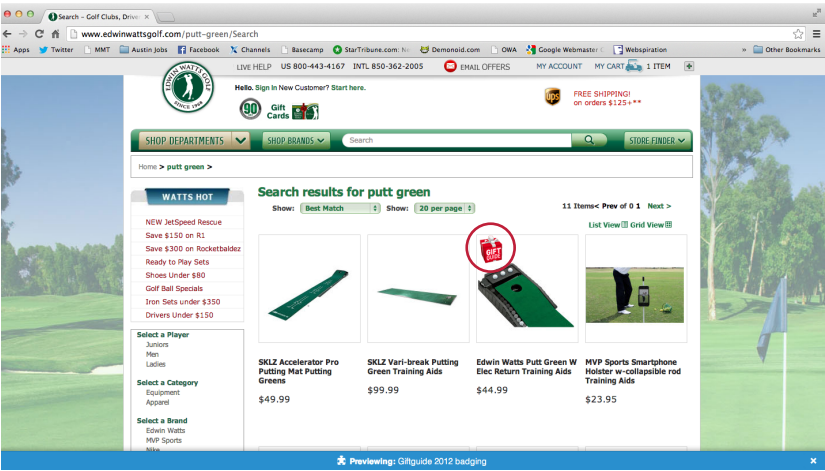 Search – Golf Clubs, Driver
www.edwinwattsgolf.com/putt-green/Search
Apps Twitter MMT Austin Jobs Facebook Channels Basecamp StarTribune.com: Ne Demonoid.com OWA Google Webmaster Webspiration » Other Bookmarks
EDWIN WATTS GOLF
SINCE 1968
LIVE HELP US 800-443-4167 INTL 850-362-2005 EMAIL OFFERS MY ACCOUNT MY CART 1 ITEM
Hello. Sign In New Customer? Start here.
90
Gift
Cards
ups
FREE SHIPPING!
on orders $125+**
SHOP DEPARTMENTS SHOP BRANDS Search STORE FINDER
Home > putt green >
WATTS HOT
NEW JetSpeed Rescue
Save $150 on R1
Save $300 on Rocketbaldez
Ready to Play Sets
Shoes Under $80
Golf Ball Specials
Iron Sets under $350
Drivers Under $150
Select a Player
Juniors
Men
Ladies
Select a Category
Equipment
Apparel
Select a Brand
Edwin Watts
MVP Sports
Nike
Search results for putt green
Show: Best Match Show: 20 per page
11 Items< Prev of 0 1 Next >
List View Grid View
GIFT
GUIDE
SKLZ Accelerator Pro
Putting Mat Putting
Greens
$49.99
SKLZ Vari-break Putting
Green Training Aids
$99.99
Edwin Watts Putt Green W
Elec Return Training Aids
$44.99
MVP Sports Smartphone
Holster w-collapsible rod
Training Aids
$23.95
Previewing: Giftguide 2012 badging